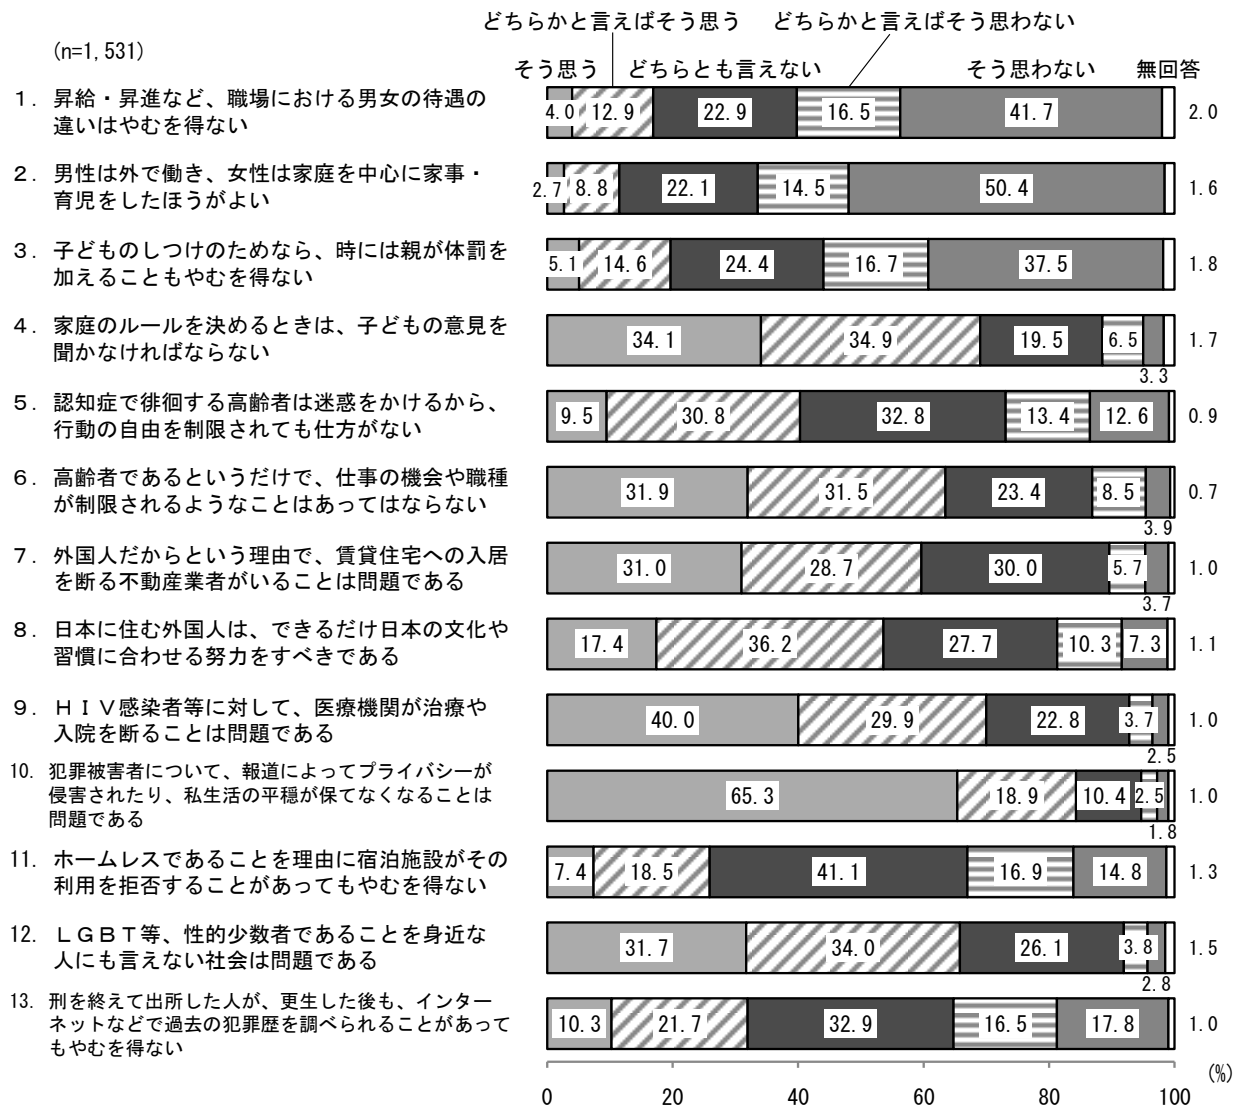 どちらかと言えばそう思う　どちらかと言えばそう思わない
(n=1,531)
そう思う　どちらとも言えない　そう思わない　無回答
1. 昇給・昇進など、職場における男女の待遇の
違いはやむを得ない
4.0 12.9 22.9 16.5 41.7 2.0
2. 男性は外で働き、女性は家庭を中心に家事・
育児をしたほうがよい
2.7 8.8 22.1 14.5 50.4 1.6
3. 子どものしつけのためなら、時には親が体罰を
加えることもやむを得ない
5.1 14.6 24.4 16.7 37.5 1.8
4. 家庭のルールを決めるときは、子どもの意見を
聞かなければならない
34.1 34.9 19.5 6.5 3.3 1.7
5. 認知症で徘徊する高齢者は迷惑をかけるから、
行動の自由を制限されても仕方がない
9.5 30.8 32.8 13.4 12.6 0.9
6. 高齢者であるというだけで、仕事の機会や職種
が制限されるようなことはあってはならない
31.9 31.5 23.4 8.5 3.9 0.7
7. 外国人だからという理由で、賃貸住宅への入居
を断る不動産業者がいることは問題である
31.0 28.7 30.0 5.7 3.7 1.0
8. 日本に住む外国人は、できるだけ日本の文化や
習慣に合わせる努力をすべきである
17.4 36.2 27.7 10.3 7.3 1.1
9. ＨＩＶ感染者等に対して、医療機関が治療や
入院を断ることは問題である
40.0 29.9 22.8 3.7 2.5 1.0
10. 犯罪被害者について、報道によってプライバシーが
侵害されたり、私生活の平穏が保てなくなることは
問題である
65.3 18.9 10.4 2.5 1.8 1.0
11. ホームレスであることを理由に宿泊施設がその
利用を拒否することがあってもやむを得ない
7.4 18.5 41.1 16.9 14.8 1.3
12. ＬＧＢＴ等、性的少数者であることを身近な
人にも言えない社会は問題である
31.7 34.0 26.1 3.8 2.8 1.5
13. 刑を終えて出所した人が、更生した後も、インター
ネットなどで過去の犯罪歴を調べられることがあって
もやむを得ない
10.3 21.7 32.9 16.5 17.8 1.0
0 20 40 60 80 100 (%)